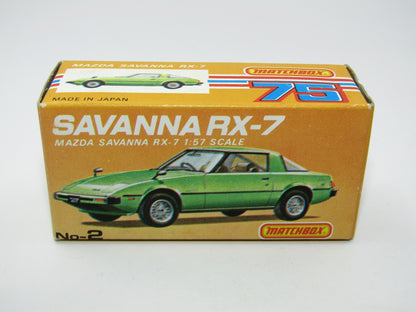 MAZDA SAVANNA RX-7
MATCHBOX
75
MADE IN JAPAN
SAVANNA RX-7
MAZDA SAVANNA RX-7 1:57 SCALE
No-2
MATCHBOX